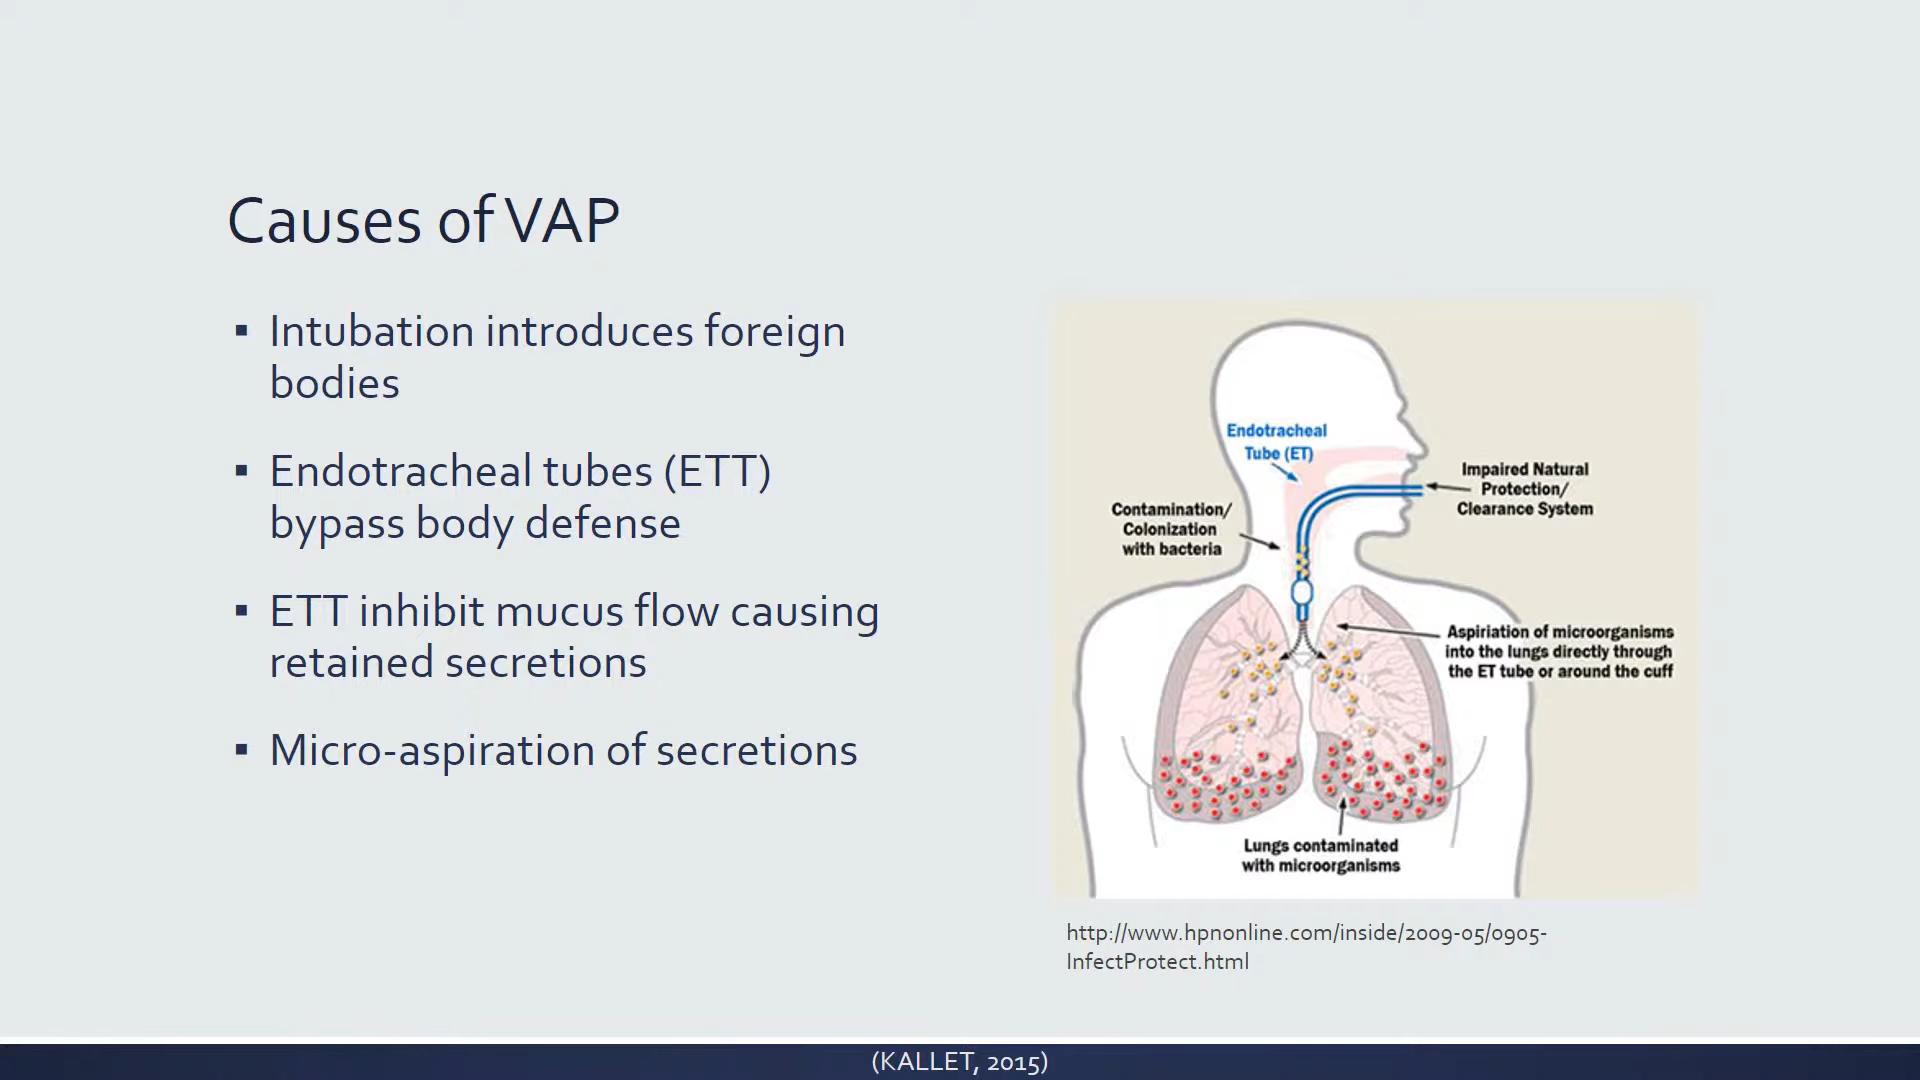 Causes of VAP
▪ Intubation introduces foreign
bodies
▪ Endotracheal tubes (ETT)
bypass body defense
▪ ETT inhibit mucus flow causing
retained secretions
▪ Micro-aspiration of secretions
Endotracheal
Tube (ET)
Impaired Natural
Protection/
Clearance System
Contamination/
Colonization
with bacteria
Aspiriation of microorganisms
into the lungs directly through
the ET tube or around the cuff
Lungs contaminated
with microorganisms
http://www.hpnonline.com/inside/2009-05/0905-
InfectProtect.html
(KALLET, 2015)